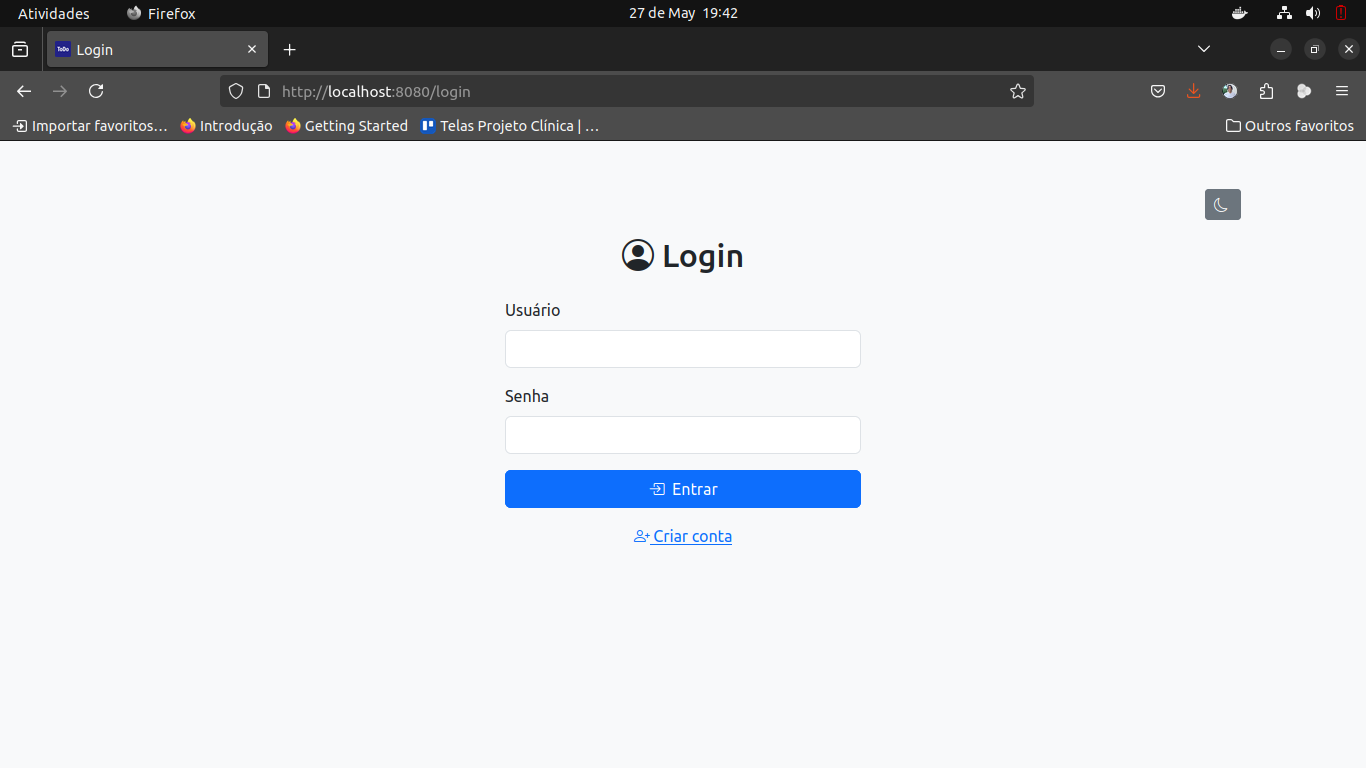 Atividades Firefox 27 de May 19:42
ToDo Login
http://localhost:8080/login
Importar favoritos… Introdução Getting Started Telas Projeto Clínica | … Outros favoritos
Login
Usuário
Senha
Entrar
Criar conta